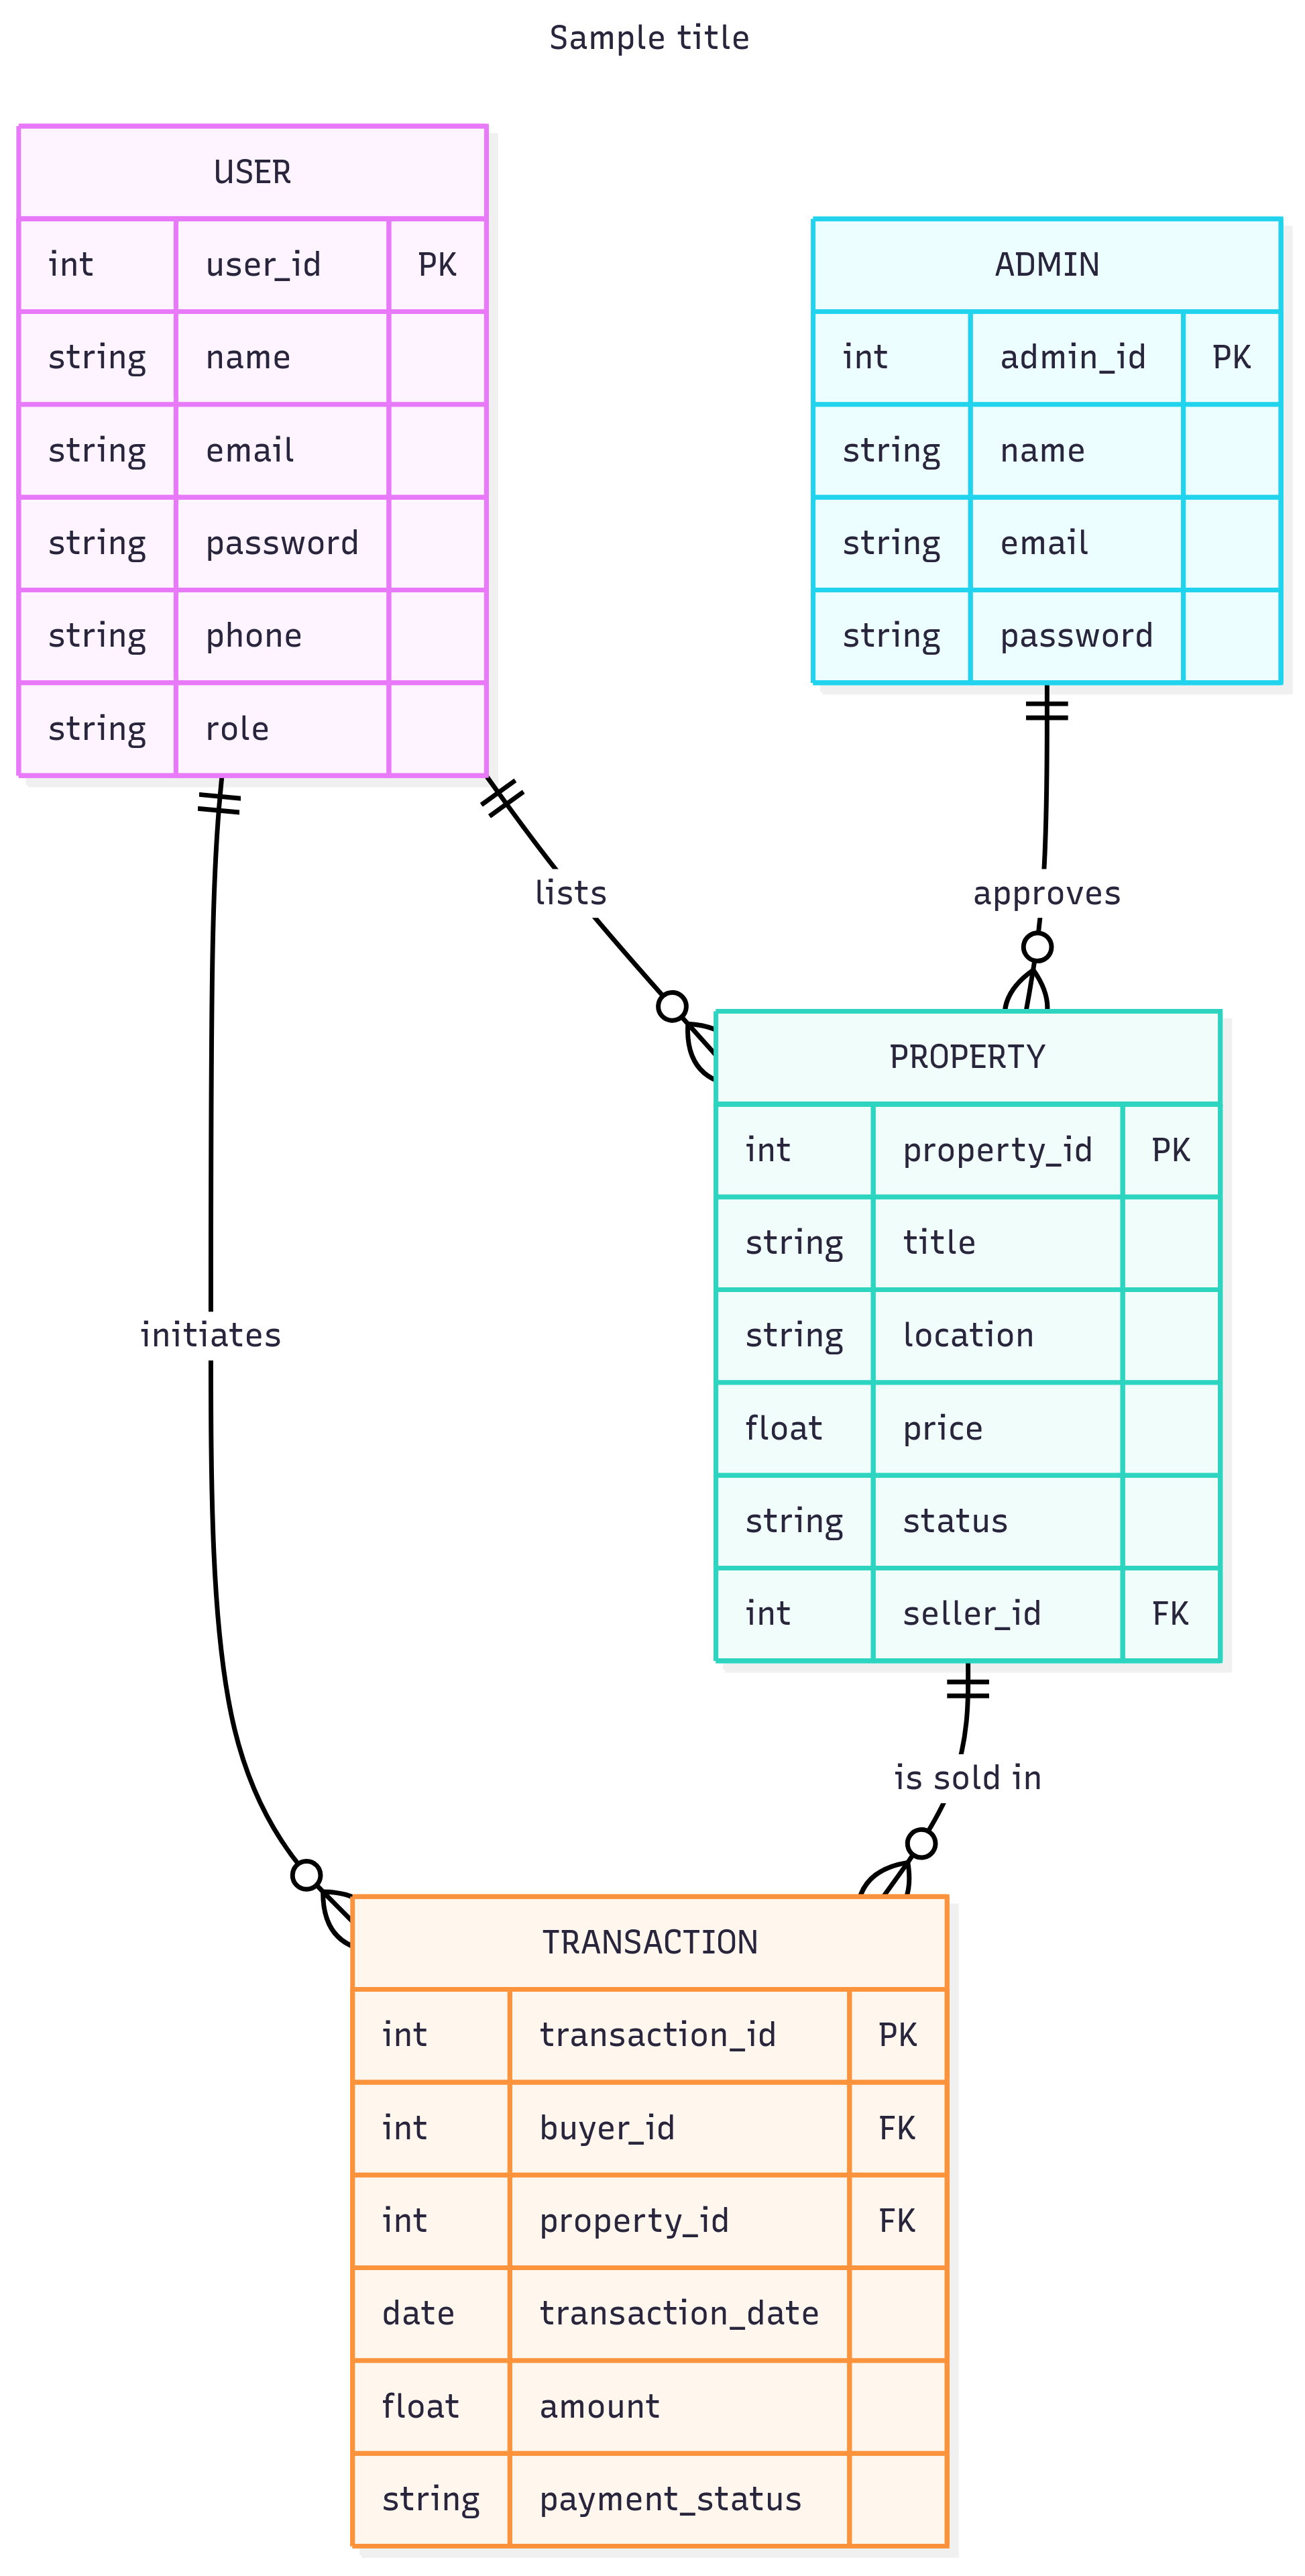 Sample title
USER
int user_id PK
string name
string email
string password
string phone
string role
ADMIN
int admin_id PK
string name
string email
string password
lists
approves
PROPERTY
int property_id PK
string title
string location
float price
string status
int seller_id FK
initiates
is sold in
TRANSACTION
int transaction_id PK
int buyer_id FK
int property_id FK
date transaction_date
float amount
string payment_status